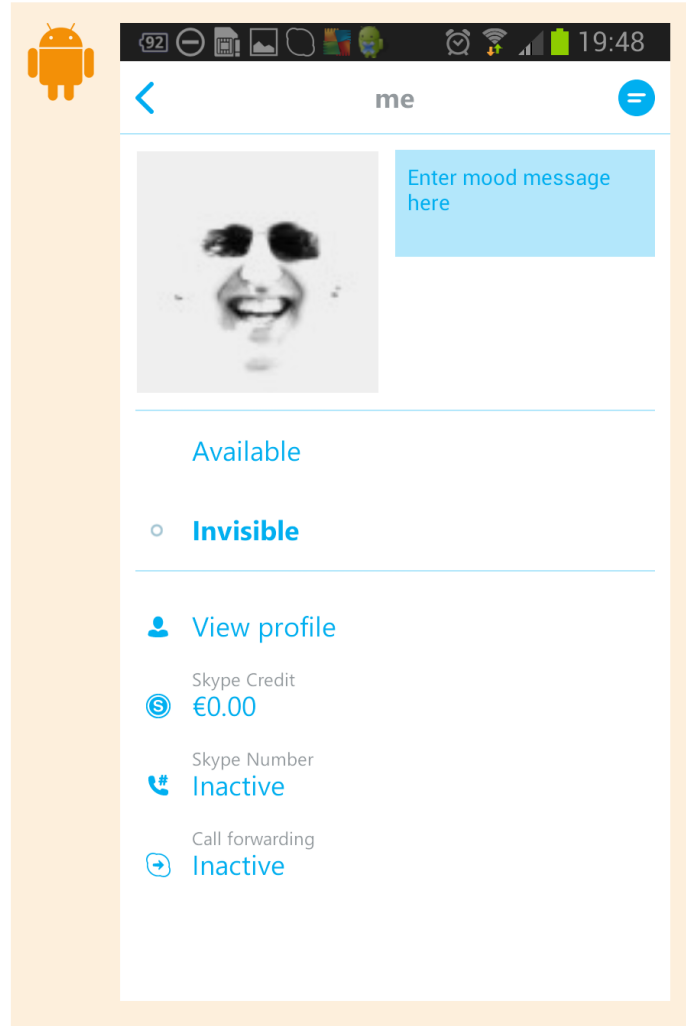 92 19:48
me
Enter mood message
here
Available
Invisible
View profile
Skype Credit
€0.00
Skype Number
Inactive
Call forwarding
Inactive